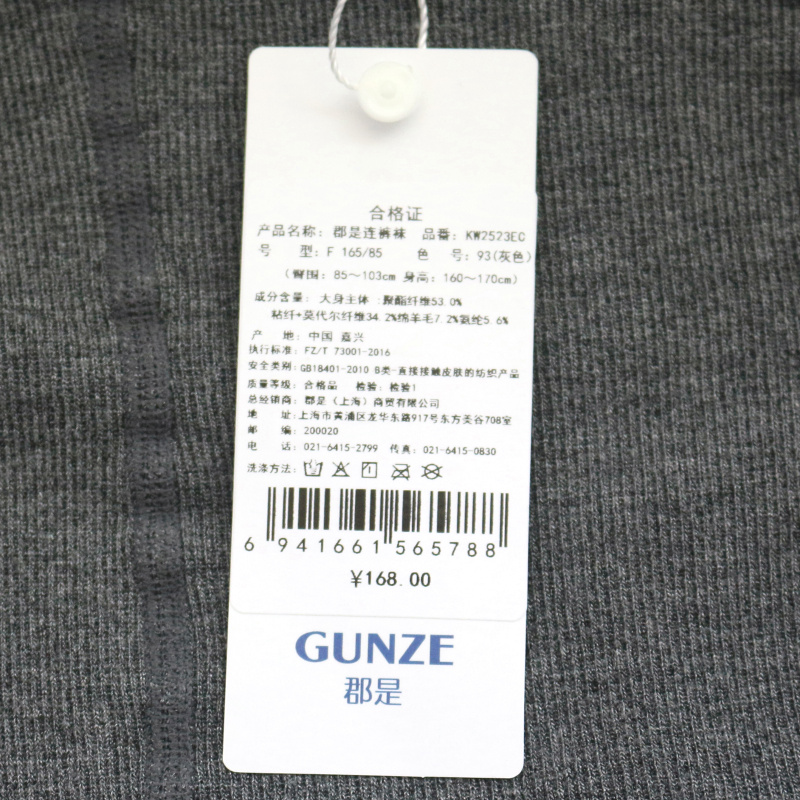 合格证
产品名称: 郡是连裤袜 品番: KW2523EC
号 型: F 165/85 色 号: 93(灰色)
(臀围: 85～103cm 身高: 160～170cm)
成分含量: 大身主体 :聚酯纤维53.0%
粘纤+莫代尔纤维34.2%绵羊毛7.2%氨纶5.6%
产 地: 中国 嘉兴
执行标准: FZ/T 73001-2016
安全类别: GB18401-2010 B类-直接接触皮肤的纺织产品
质量等级: 合格品 检验: 检验1
总经销商: 郡是 (上海) 商贸有限公司
地 址: 上海市黄浦区龙华东路917号东方美谷708室
邮 编: 200020
电 话: 021-6415-2799 传真: 021-6415-0830
洗涤方法:
6 941661 565788
¥168.00
GUNZE
郡是